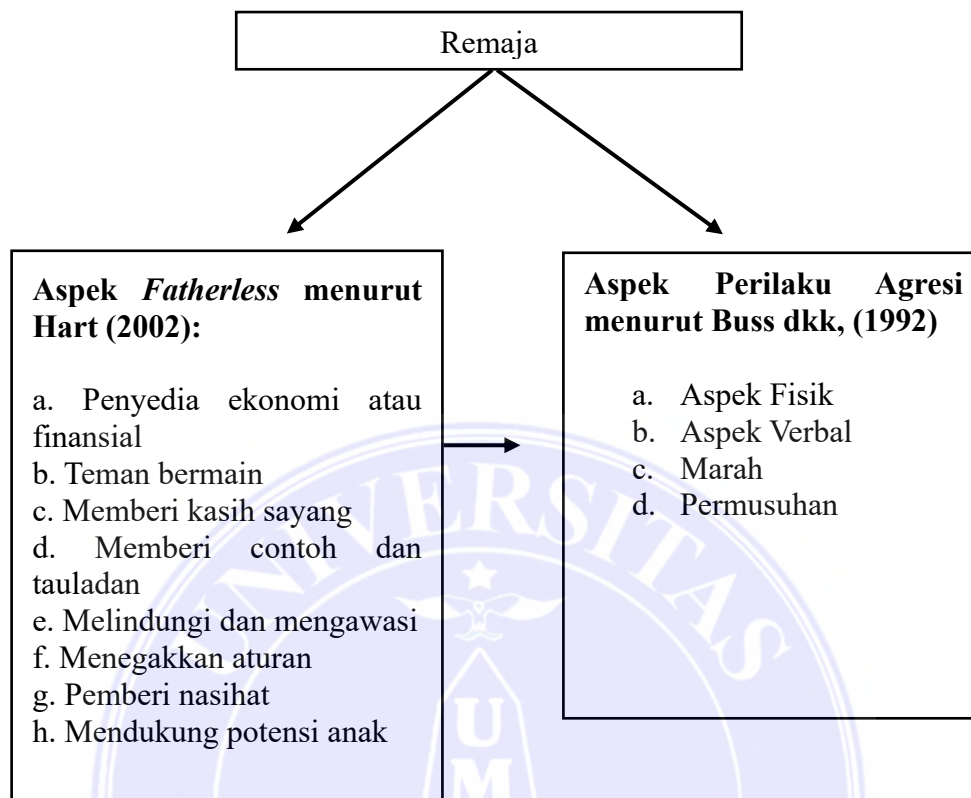 Remaja
Aspek Fatherless menurut
Hart (2002):
a. Penyedia ekonomi atau
finansial
b. Teman bermain
c. Memberi kasih sayang
d. Memberi contoh dan
tauladan
e. Melindungi dan mengawasi
f. Menegakkan aturan
g. Pemberi nasihat
h. Mendukung potensi anak
Aspek Perilaku Agresi
menurut Buss dkk, (1992)
a. Aspek Fisik
b. Aspek Verbal
c. Marah
d. Permusuhan
UNIVERSITAS
U
M